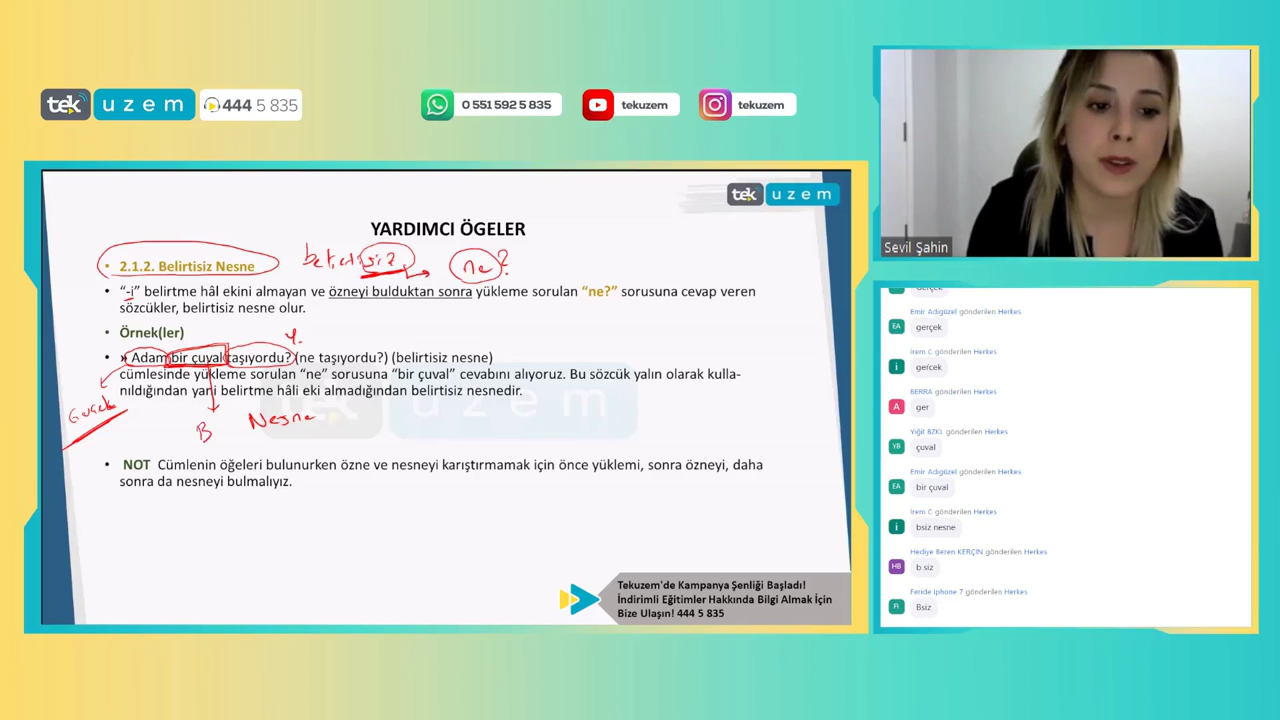 tek uzem 444 5 835
0 551 592 5 835
tekuzem
tekuzem
tek uzem
YARDIMCI ÖGELER
• 2.1.2. Belirtisiz Nesne
belirtisiz
ne?
• "-i" belirtme hâl ekini almayan ve özneyi bulduktan sonra yükleme sorulan "ne?" sorusuna cevap veren
sözcükler, belirtisiz nesne olur.
• Örnek(ler)
Y.
• » Adam bir çuval taşıyordu? (ne taşıyordu?) (belirtisiz nesne)
cümlesinde yükleme sorulan "ne" sorusuna "bir çuval" cevabını alıyoruz. Bu sözcük yalın olarak kulla-
nıldığından yani belirtme hâli eki almadığından belirtisiz nesnedir.
Gerçek
B
Nesne
tek uzem
• NOT Cümlenin öğeleri bulunurken özne ve nesneyi karıştırmamak için önce yüklemi, sonra özneyi, daha
sonra da nesneyi bulmalıyız.
Tekuzem'de Kampanya Şenliği Başladı!
İndirimli Eğitimler Hakkında Bilgi Almak İçin
Bize Ulaşın! 444 5 835
Sevil Şahin
Emir Adıgüzel gönderilen Herkes
EA gerçek
İrem C gönderilen Herkes
i gerçek
BERRA gönderilen Herkes
A ger
Yiğit BZKL gönderilen Herkes
YB çuval
Emir Adıgüzel gönderilen Herkes
EA bir çuval
İrem C gönderilen Herkes
i bsiz nesne
Hediye Beren KERÇİN gönderilen Herkes
HB b siz
Feride Iphone 7 gönderilen Herkes
FI Bsiz